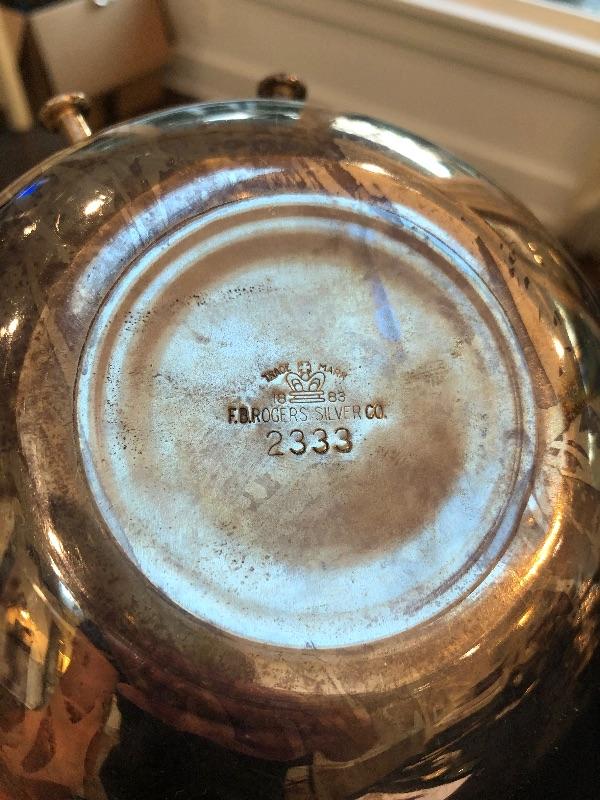 TRADE MARK
18 83
F.B.ROGERS SILVER CO.
2333